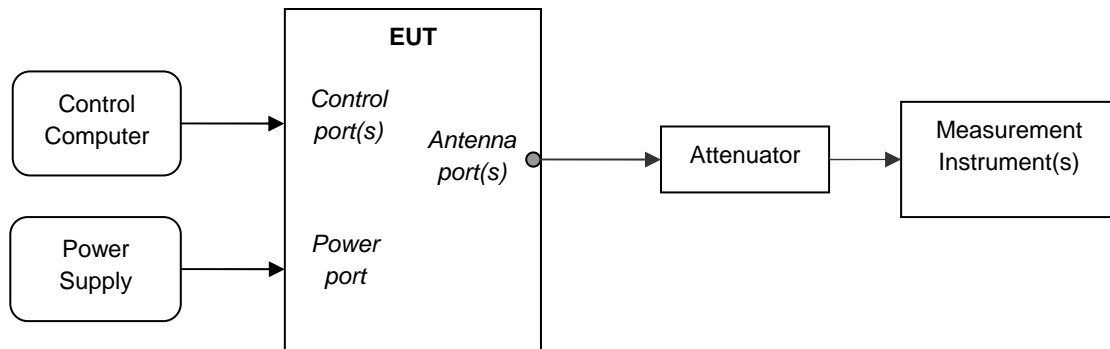 EUT
Control
Computer
Control
port(s)
Antenna
port(s)
Attenuator
Measurement
Instrument(s)
Power
Supply
Power
port